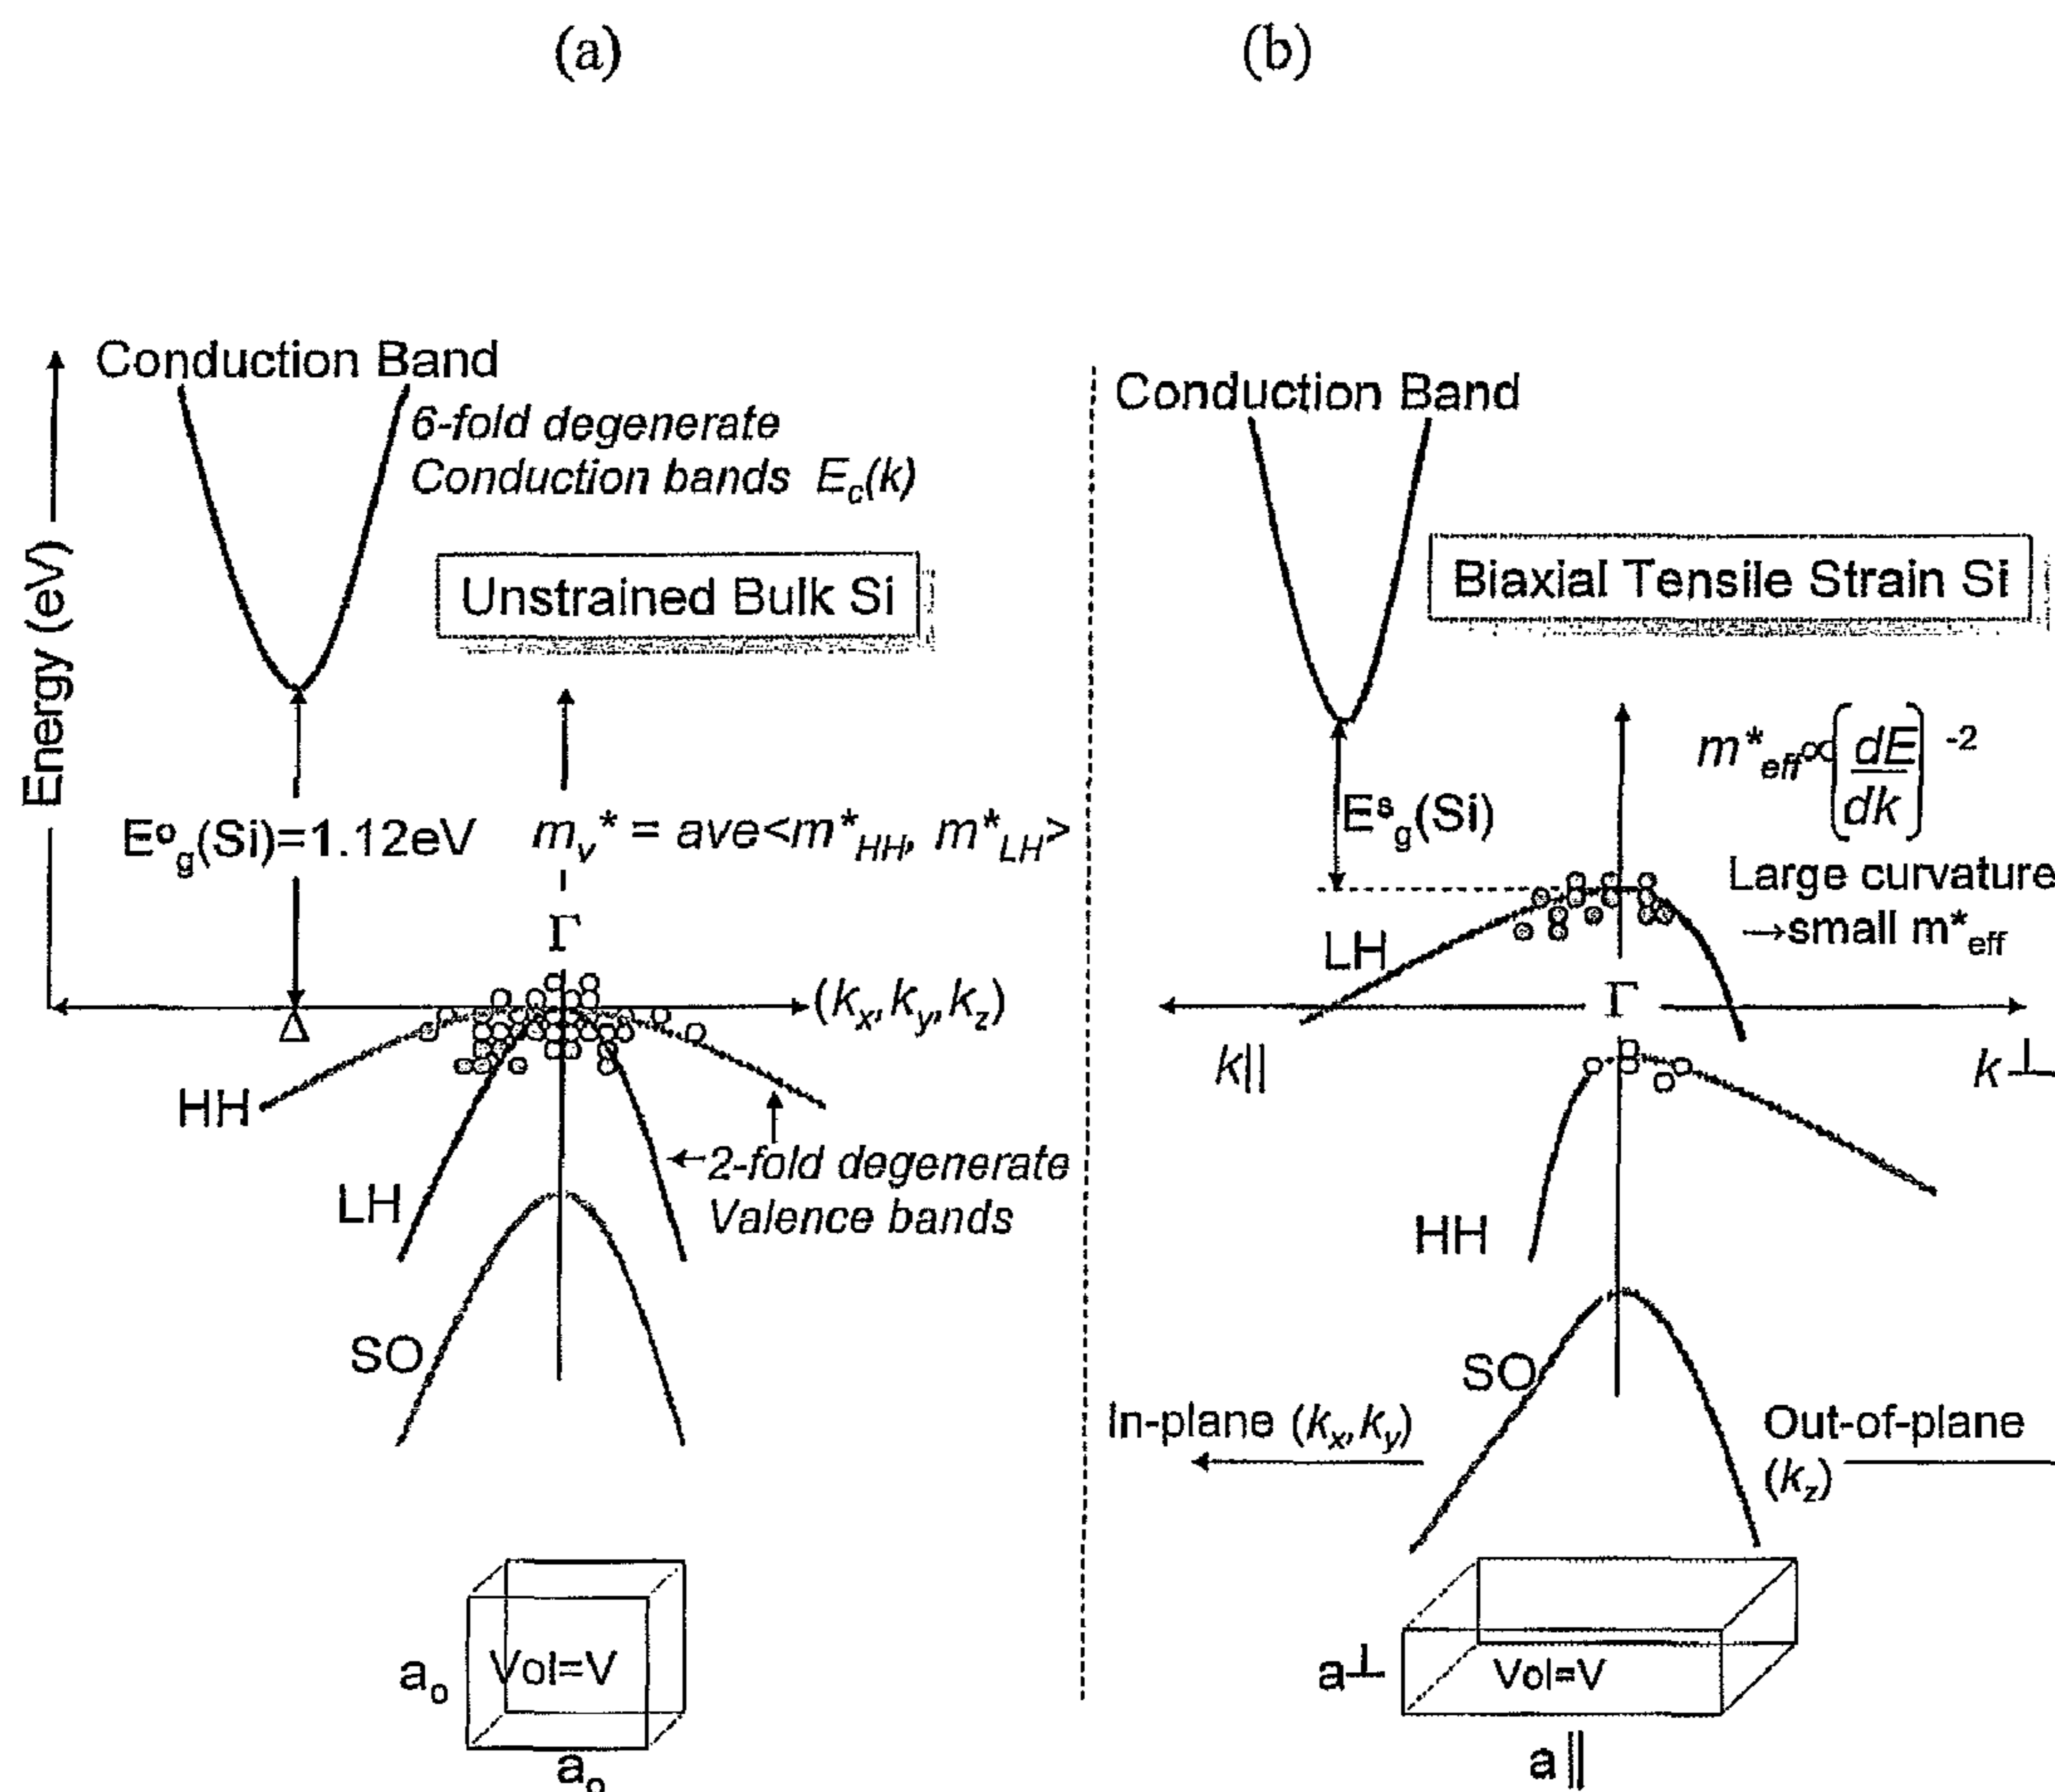 (a)
Conduction Band
6-fold degenerate
Conduction bands E_c(k)
Unstrained Bulk Si
Energy (eV)
E^o_g(Si)=1.12eV
m_v* = ave<m*_HH, m*_LH>
Γ
(k_x,k_y,k_z)
Δ
HH
LH
2-fold degenerate
Valence bands
SO
Vol=V
a_o
a_o
(b)
Conduction Band
Biaxial Tensile Strain Si
m*_eff ∝ (dE/dk)^-2
E^s_g(Si)
Large curvature
→small m*_eff
LH
Γ
k||
k⊥
HH
SO
In-plane (k_x,k_y)
Out-of-plane
(k_z)
a⊥
Vol=V
a||